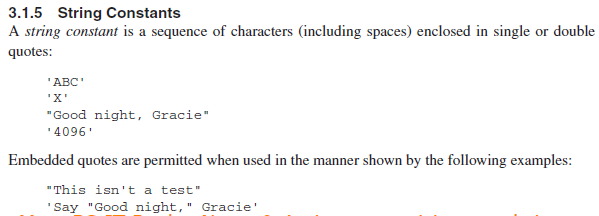 3.1.5 String Constants
A string constant is a sequence of characters (including spaces) enclosed in single or double
quotes:
'ABC'
'X'
"Good night, Gracie"
'4096'
Embedded quotes are permitted when used in the manner shown by the following examples:
"This isn't a test"
'Say "Good night," Gracie'